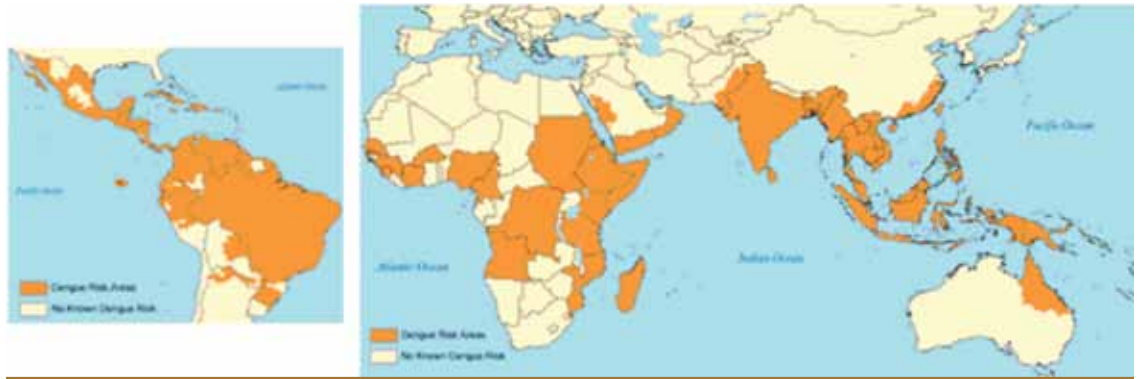 Atlantic Ocean
Pacific Ocean
Dengue Risk Areas
No Known Dengue Risk
Pacific Ocean
Atlantic Ocean
Indian Ocean
Dengue Risk Areas
No Known Dengue Risk